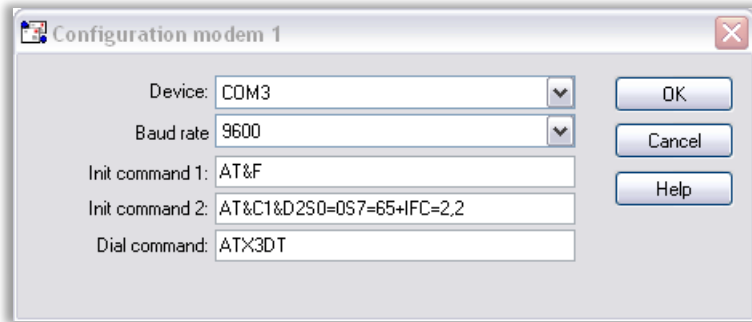 Configuration modem 1
Device: COM3 OK
Baud rate 9600 Cancel
Init command 1: AT&F Help
Init command 2: AT&C1&D2S0=0S7=65+IFC=2,2
Dial command: ATX3DT